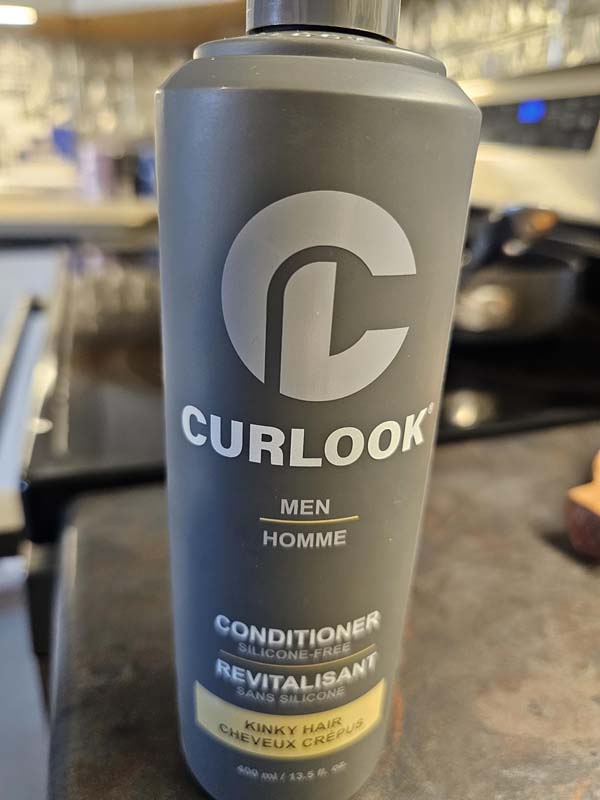 CURLOOK®
MEN
HOMME
CONDITIONER
SILICONE-FREE
REVITALISANT
SANS SILICONE
KINKY HAIR
CHEVEUX CRÉPUS
400 ml / 13.5 fl. oz.